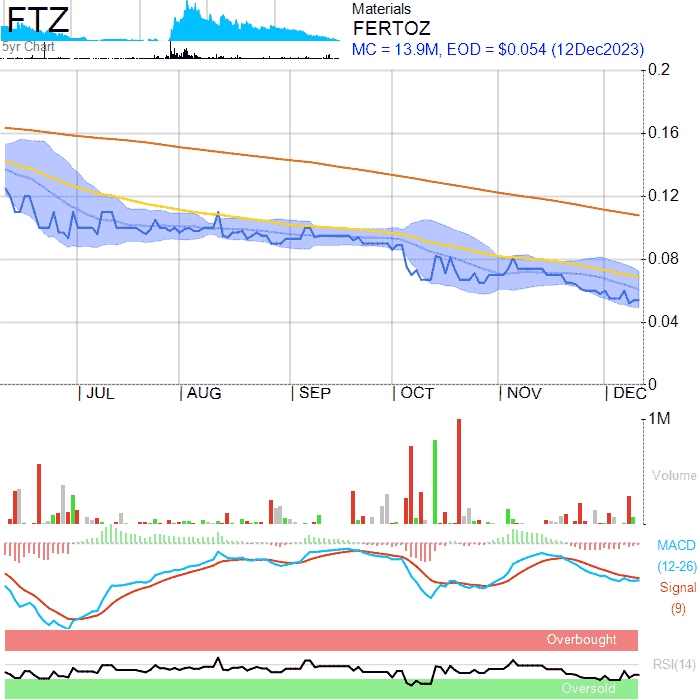 FTZ
5yr Chart
Materials
FERTOZ
MC = 13.9M, EOD = $0.054 (12Dec2023)
0.2
0.16
0.12
0.08
0.04
0
JUL AUG SEP OCT NOV DEC
1M
Volume
MACD
(12-26)
Signal
(9)
Overbought
RSI(14)
Oversold